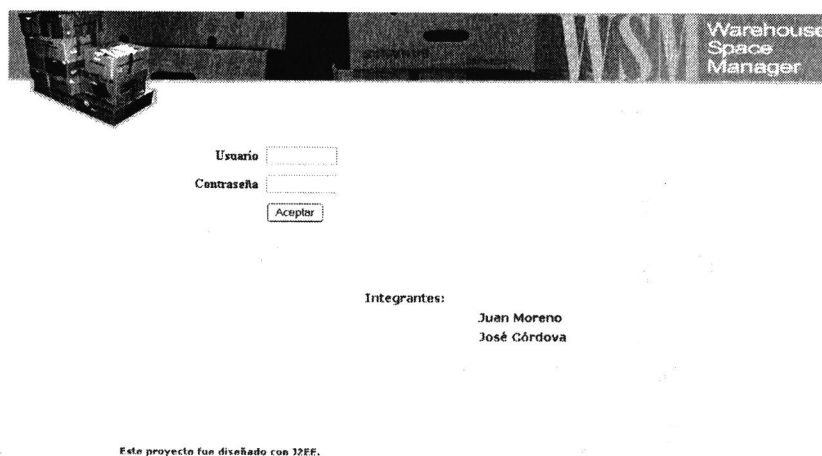 WSM
Warehouse
Space
Manager
Usuario
Contraseña
Aceptar
Integrantes:
Juan Moreno
José Córdova
Este proyecto fue diseñado con J2EE.